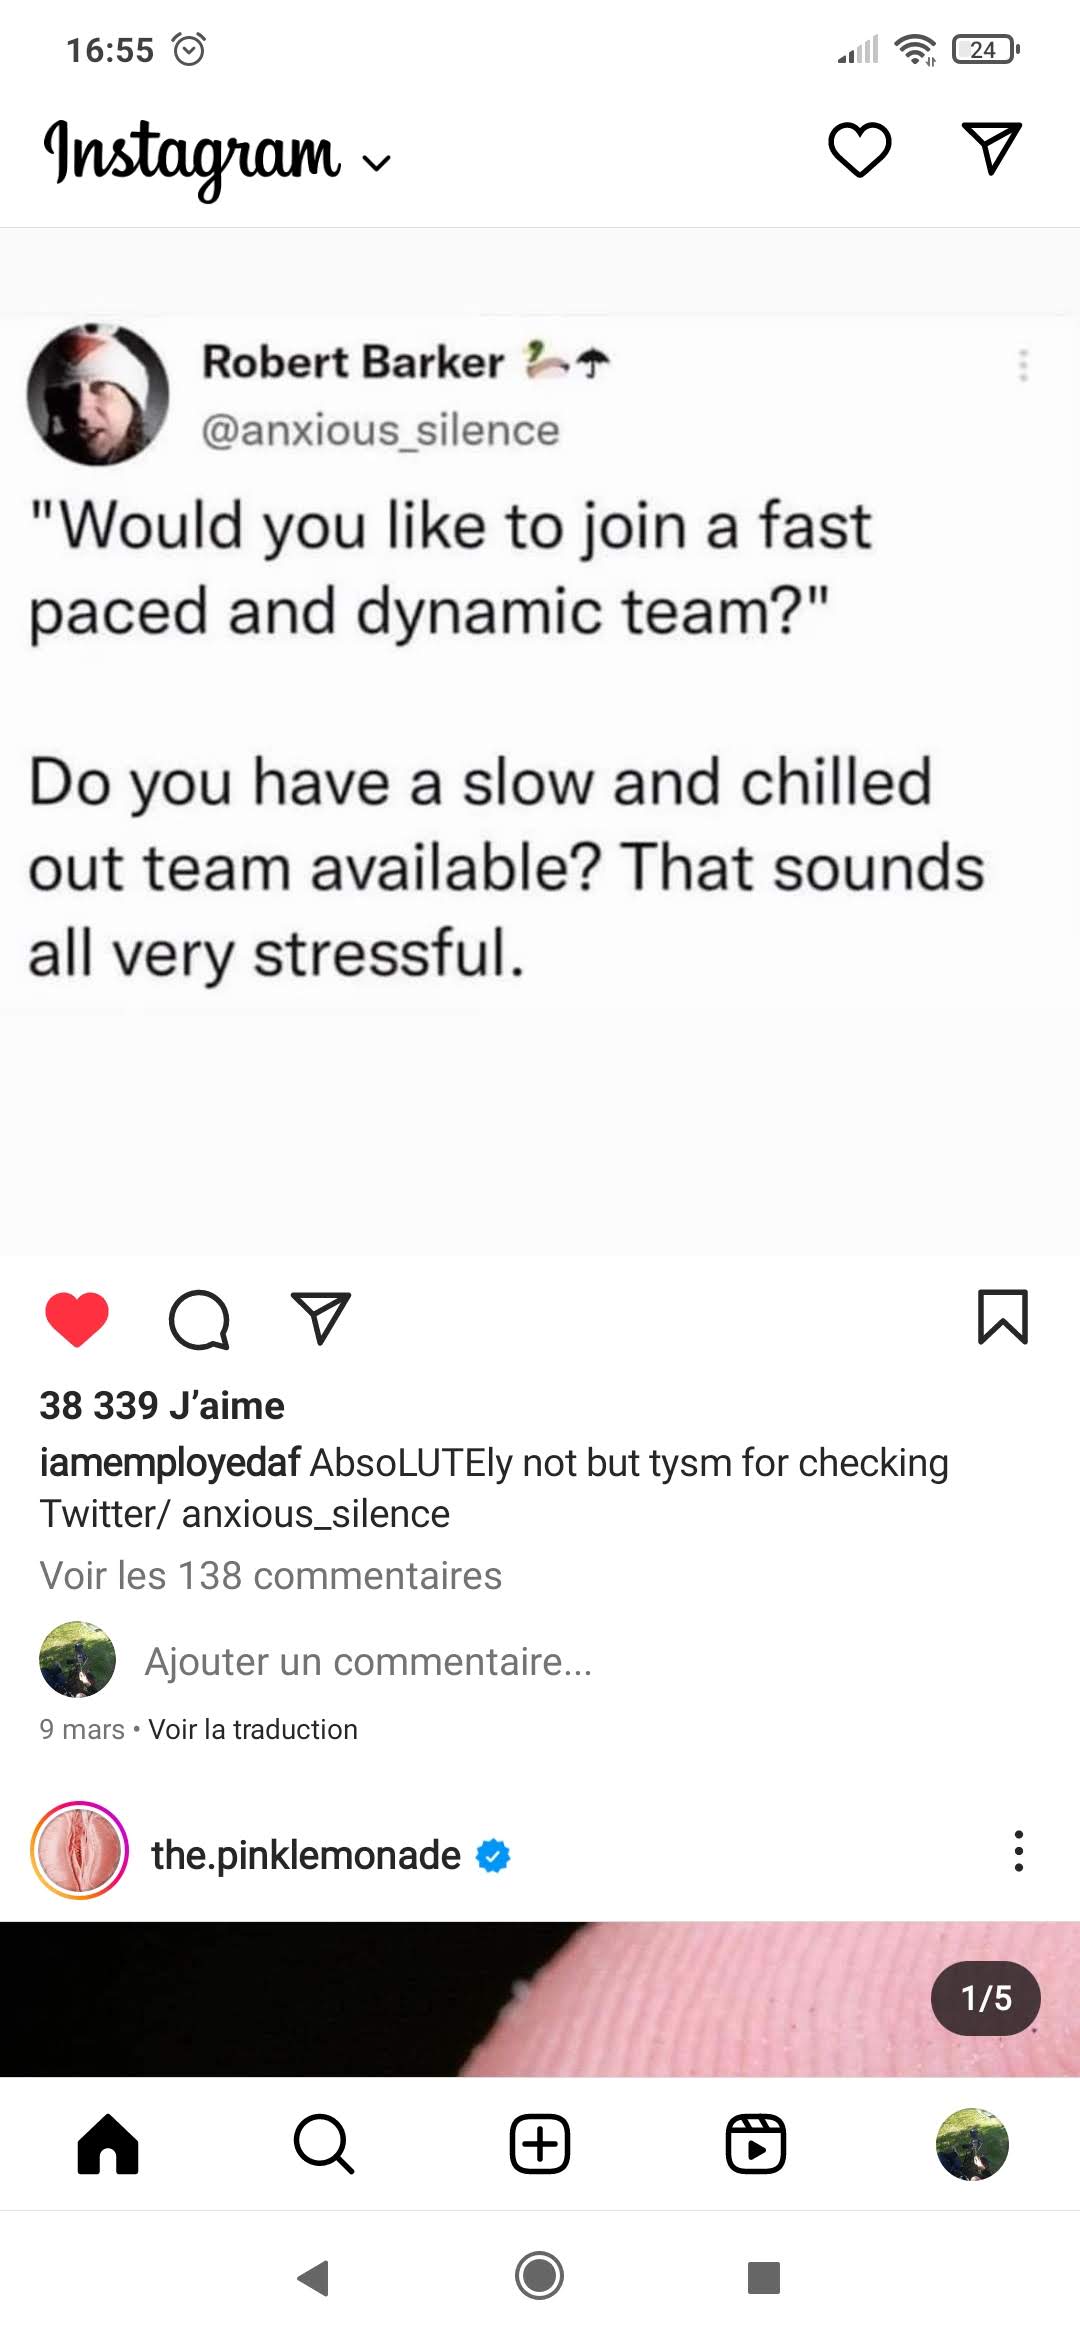 16:55
24
Instagram
Robert Barker
@anxious_silence
"Would you like to join a fast
paced and dynamic team?"
Do you have a slow and chilled
out team available? That sounds
all very stressful.
38 339 J’aime
iamemployedaf AbsoLUTEly not but tysm for checking
Twitter/ anxious_silence
Voir les 138 commentaires
Ajouter un commentaire...
9 mars • Voir la traduction
the.pinklemonade
1/5